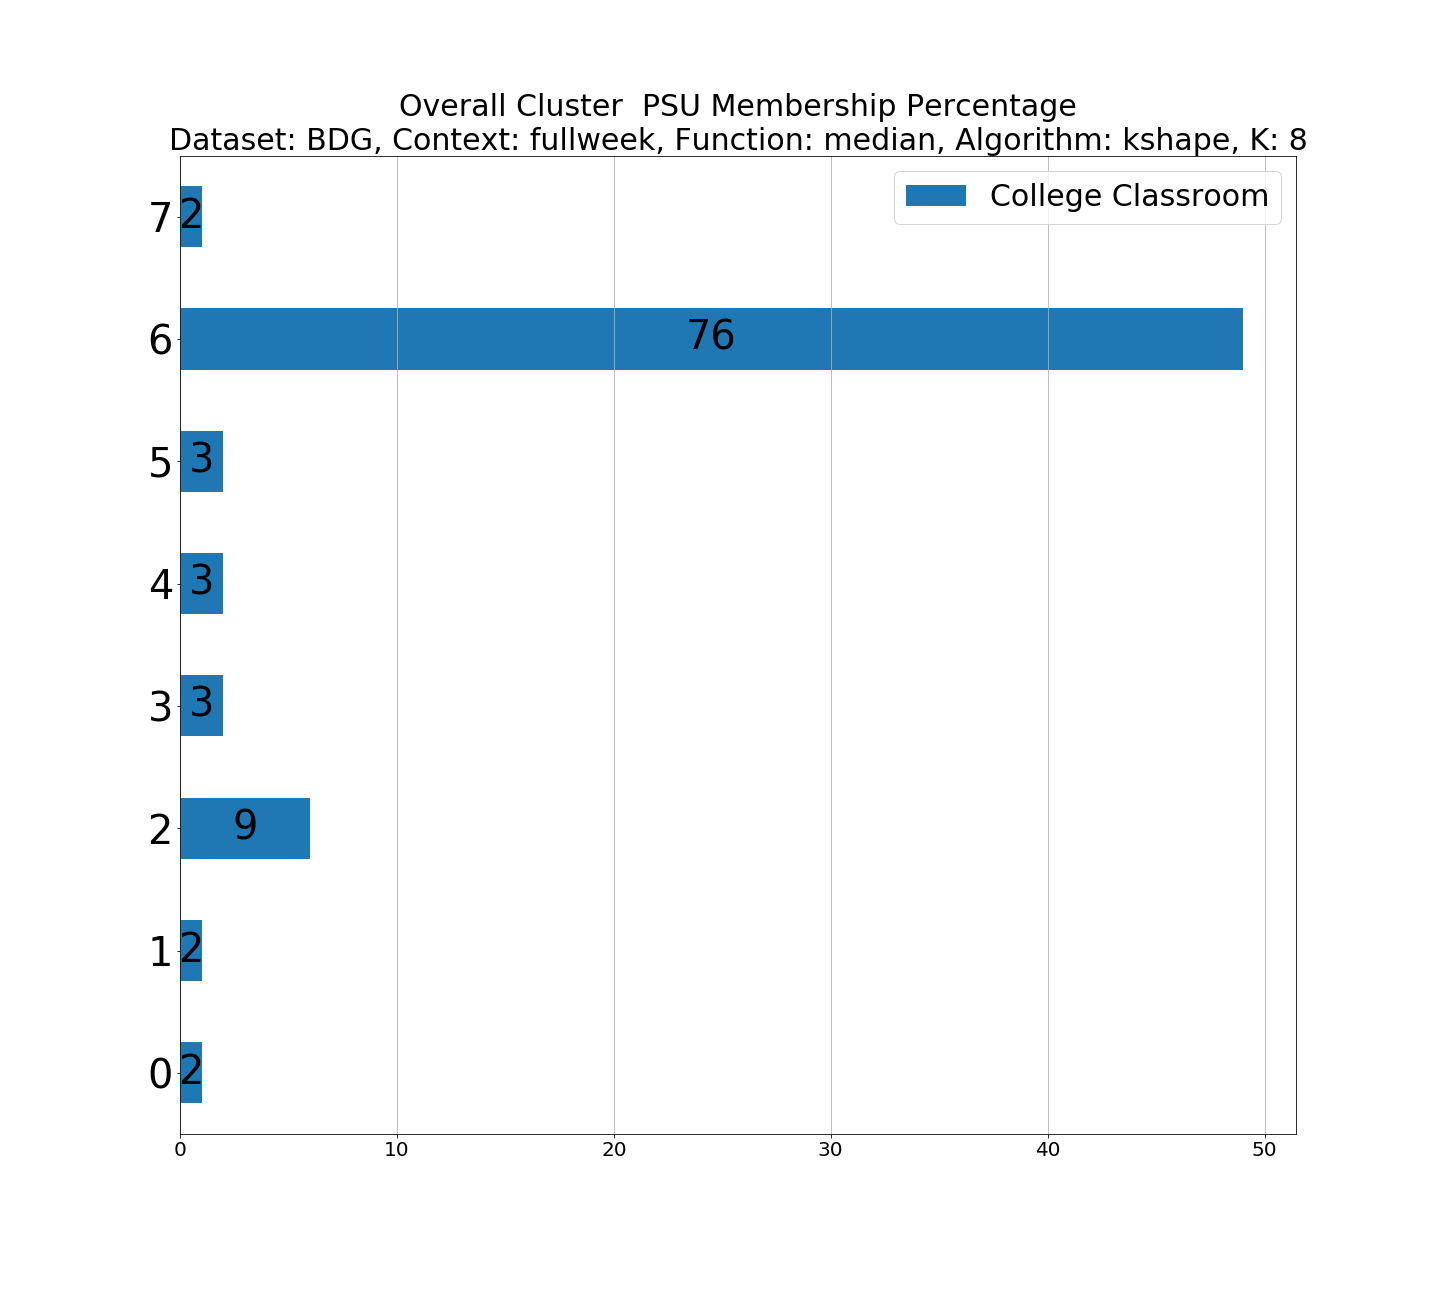 Overall Cluster  PSU Membership Percentage
Dataset: BDG, Context: fullweek, Function: median, Algorithm: kshape, K: 8
College Classroom
7 2
6 76
5 3
4 3
3 3
2 9
1 2
0 2
0 10 20 30 40 50